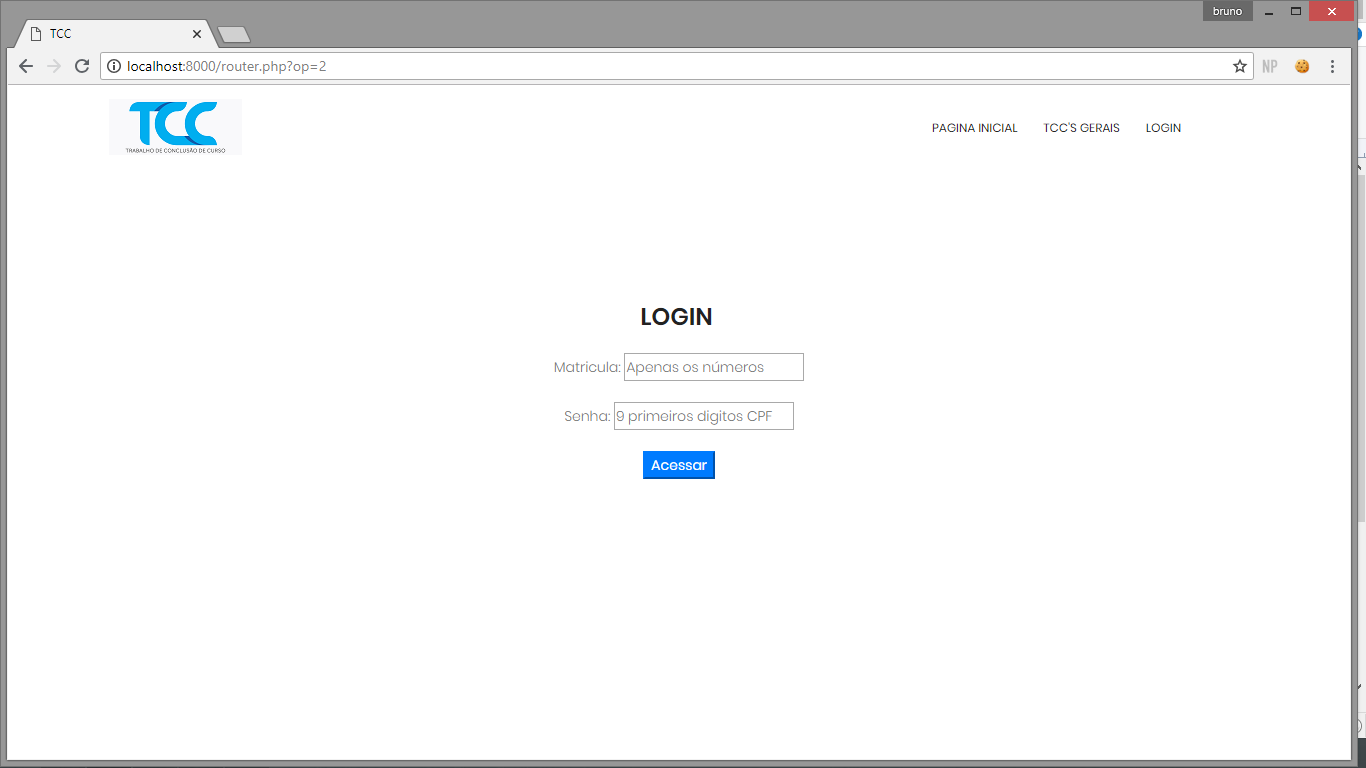 bruno
TCC
localhost:8000/router.php?op=2
NP
TCC
TRABALHO DE CONCLUSÃO DE CURSO
PAGINA INICIAL TCC'S GERAIS LOGIN
LOGIN
Matricula: Apenas os números
Senha: 9 primeiros digitos CPF
Acessar